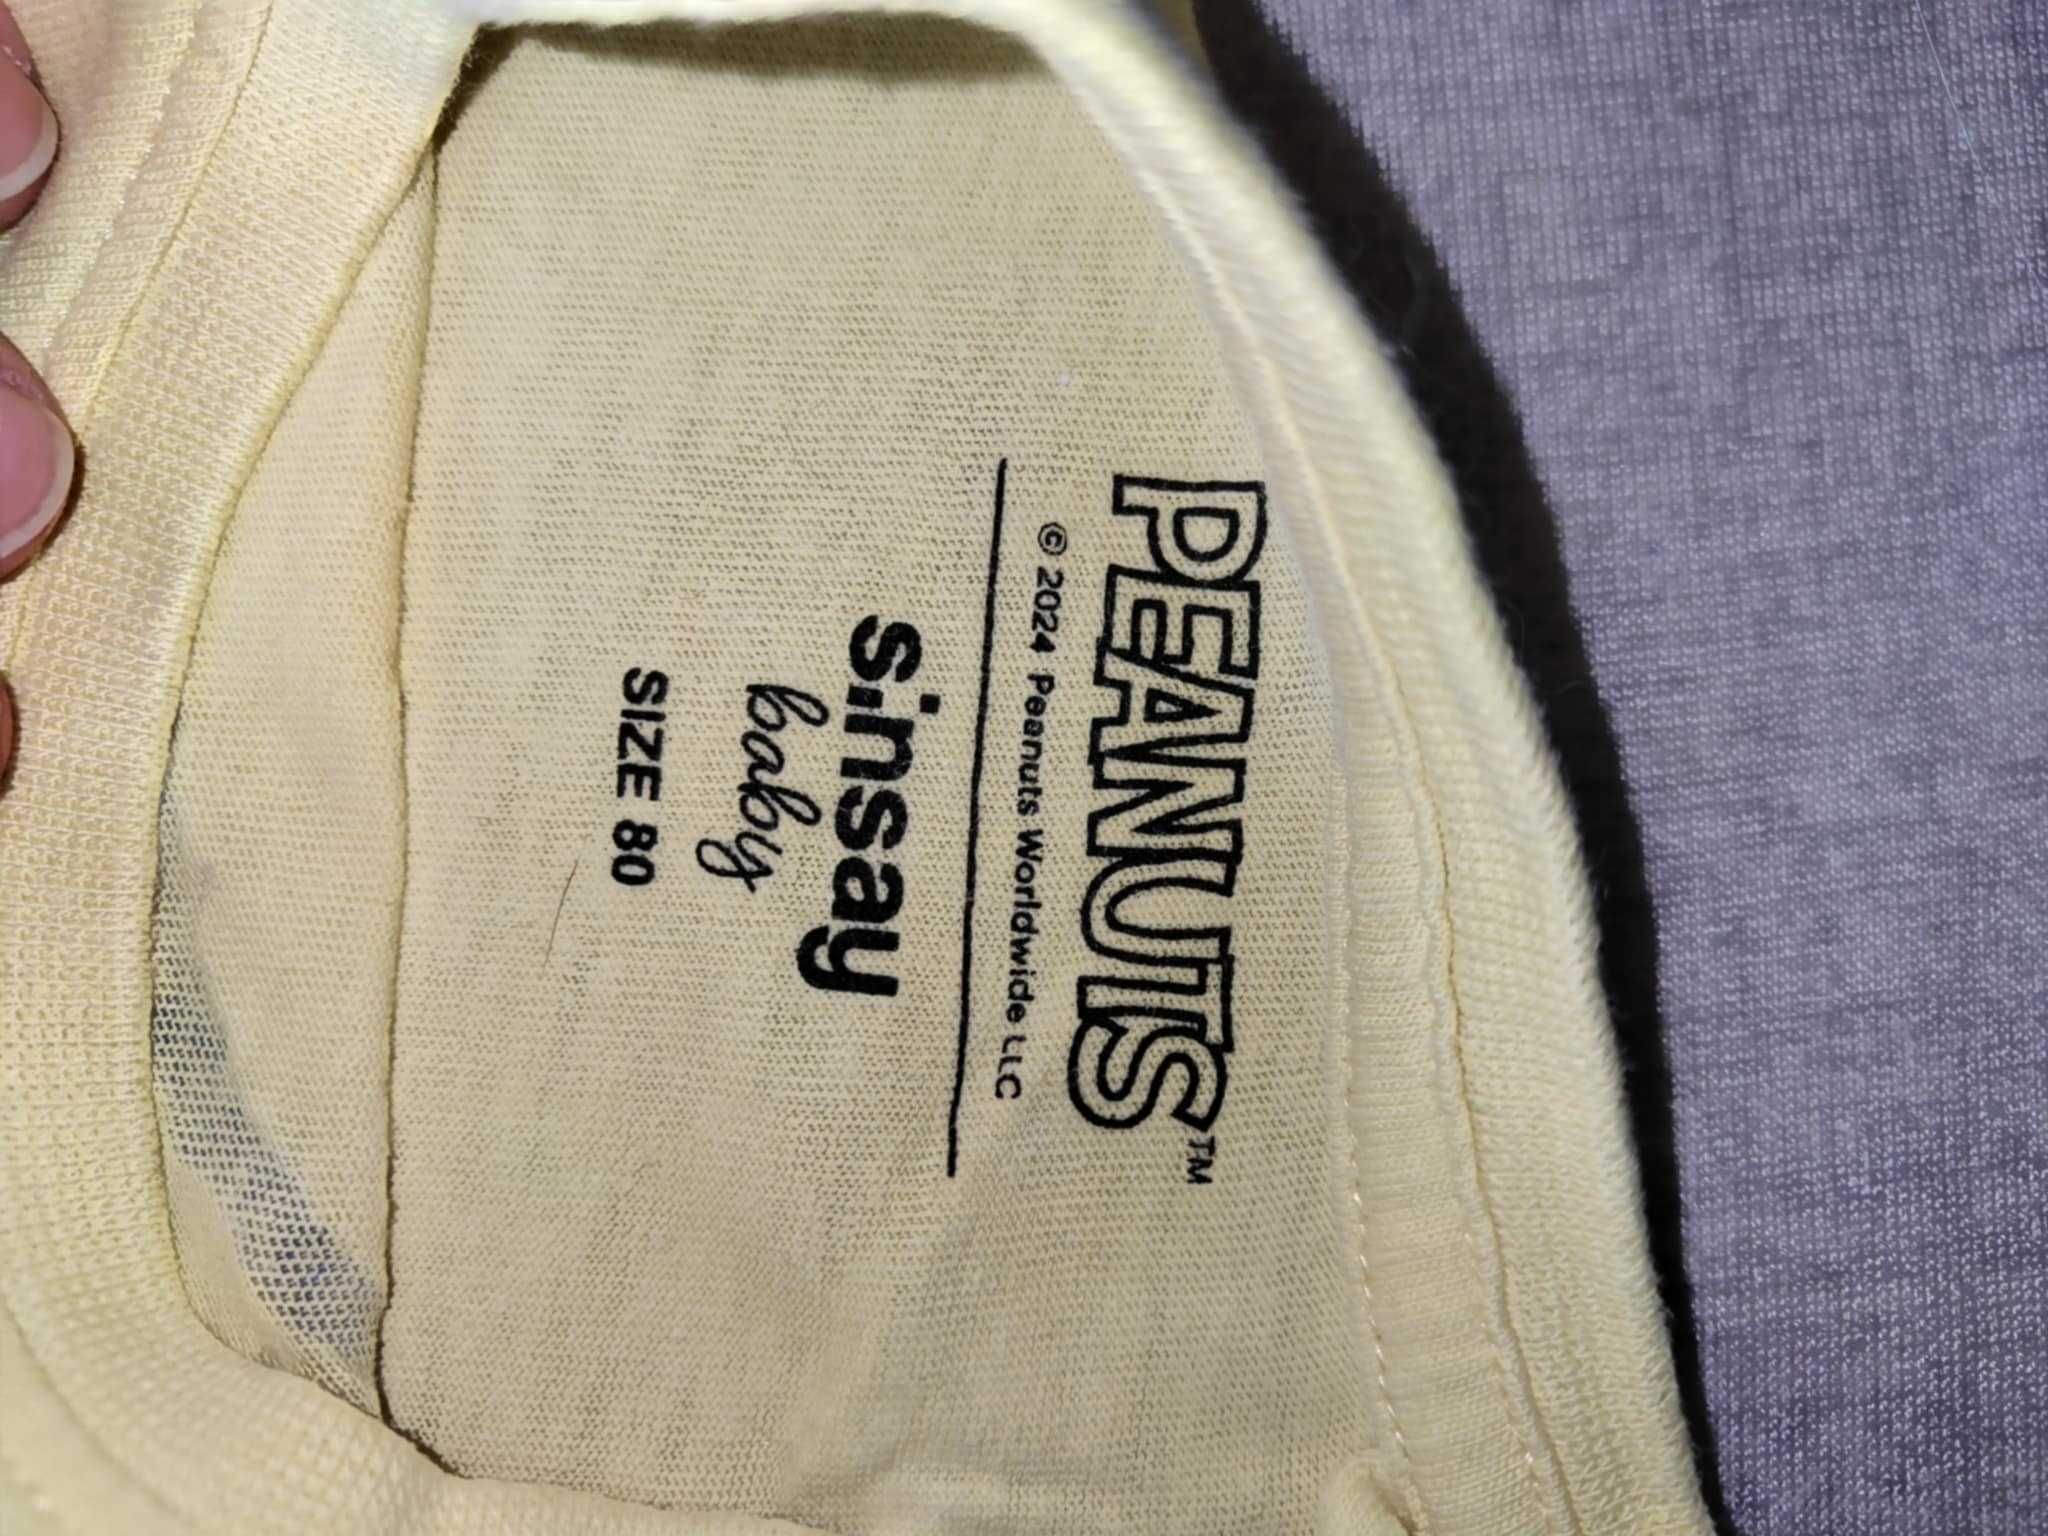 PEANUTS™
© 2024 Peanuts Worldwide LLC
sinsay
baby
SIZE 80